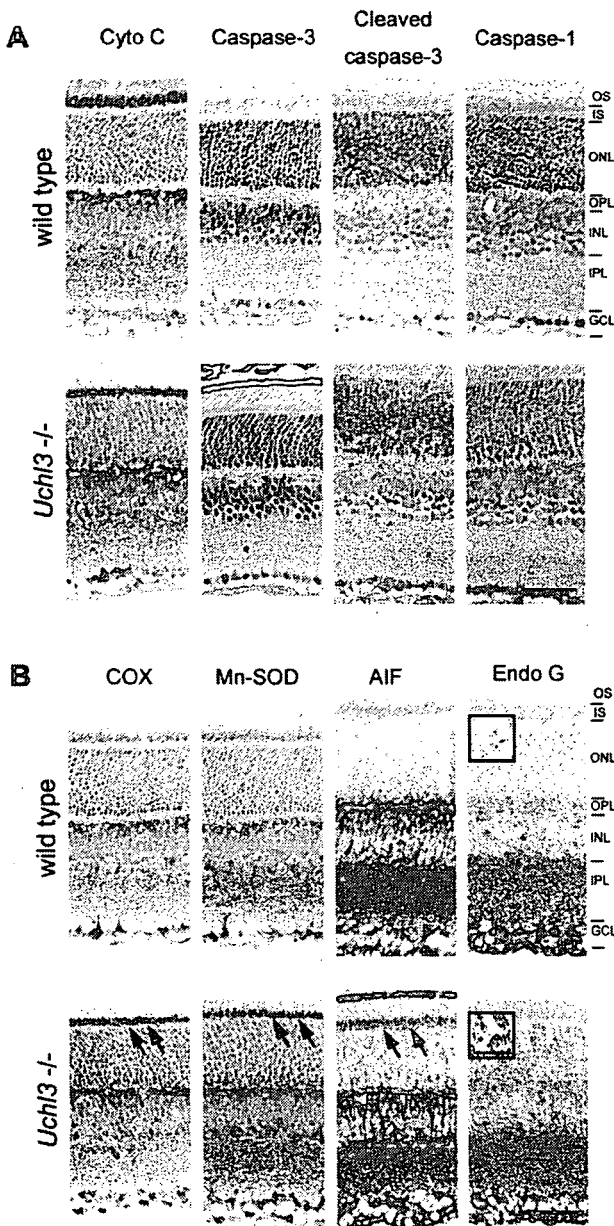 A
Cyto C Caspase-3 Cleaved caspase-3 Caspase-1
wild type
OS
IS
ONL
OPL
INL
IPL
GCL
Uchl3 -/-
B
COX Mn-SOD AIF Endo G
wild type
OS
IS
ONL
OPL
INL
IPL
GCL
Uchl3 -/-